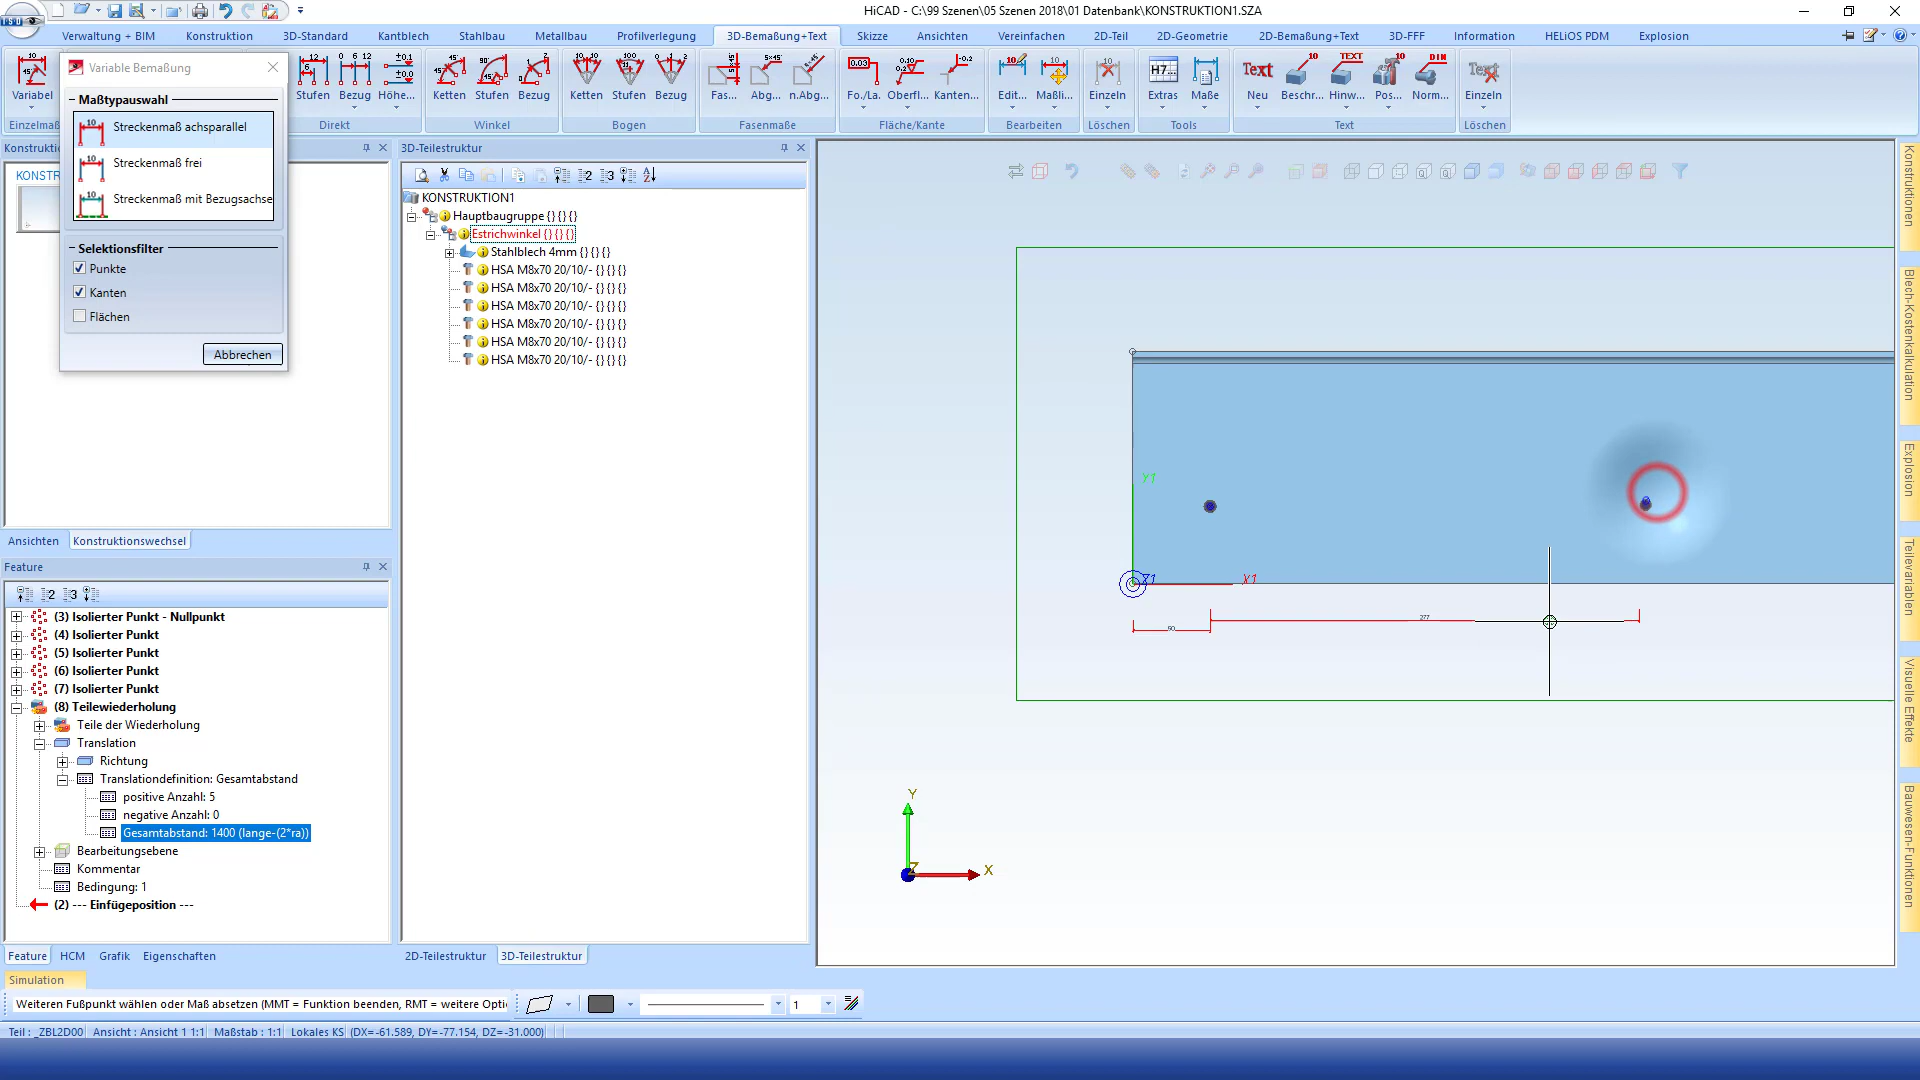 HiCAD - C:\99 Szenen\05 Szenen 2018\01 Datenbank\KONSTRUKTION1.SZA
ISD
Verwaltung + BIM
Konstruktion
3D-Standard
Kantblech
Stahlbau
Metallbau
Profilverlegung
3D-Bemaßung+Text
Skizze
Ansichten
Vereinfachen
2D-Teil
2D-Geometrie
2D-Bemaßung+Text
3D-FFF
Information
HELiOS PDM
Explosion
Variabel
Stufen
Bezug
Höhe...
Ketten
Stufen
Bezug
Ketten
Stufen
Bezug
Fas...
Abg...
n.Abg...
Fo./La.
Oberfl...
Kanten...
Edit...
Maßli...
Einzeln
Extras
Maße
Neu
Beschr...
Hinw...
Pos...
Norm...
Einzeln
Einzelmaß
Direkt
Winkel
Bogen
Fasenmaße
Fläche/Kante
Bearbeiten
Löschen
Tools
Text
Löschen
Variable Bemaßung
Maßtypauswahl
Streckenmaß achsparallel
Streckenmaß frei
Streckenmaß mit Bezugsachse
Selektionsfilter
Punkte
Kanten
Flächen
Abbrechen
Ansichten
Konstruktionswechsel
Feature
(3) Isolierter Punkt - Nullpunkt
(4) Isolierter Punkt
(5) Isolierter Punkt
(6) Isolierter Punkt
(7) Isolierter Punkt
(8) Teilewiederholung
Teile der Wiederholung
Translation
Richtung
Translationdefinition: Gesamtabstand
positive Anzahl: 5
negative Anzahl: 0
Gesamtabstand: 1400 (lange-(2*ra))
Bearbeitungsebene
Kommentar
Bedingung: 1
(2) --- Einfügeposition ---
Feature
HCM
Grafik
Eigenschaften
3D-Teilestruktur
KONSTRUKTION1
Hauptbaugruppe {} {} {}
Estrichwinkel {} {} {}
Stahlblech 4mm {} {} {}
HSA M8x70 20/10/- {} {} {}
HSA M8x70 20/10/- {} {} {}
HSA M8x70 20/10/- {} {} {}
HSA M8x70 20/10/- {} {} {}
HSA M8x70 20/10/- {} {} {}
HSA M8x70 20/10/- {} {} {}
2D-Teilestruktur
3D-Teilestruktur
Y1
Z1
X1
277
Y
Z
X
Konstruktionen
Blech-Kostenkalkulation
Explosion
Teilevariablen
Visuelle Effekte
Bauwesen-Funktionen
Simulation
Weiteren Fußpunkt wählen oder Maß absetzen (MMT = Funktion beenden, RMT = weitere Opti
1
Teil : _ZBL2D00
Ansicht : Ansicht 1 1:1
Maßstab : 1:1
Lokales KS
(DX=-61.589, DY=-77.154, DZ=-31.000)